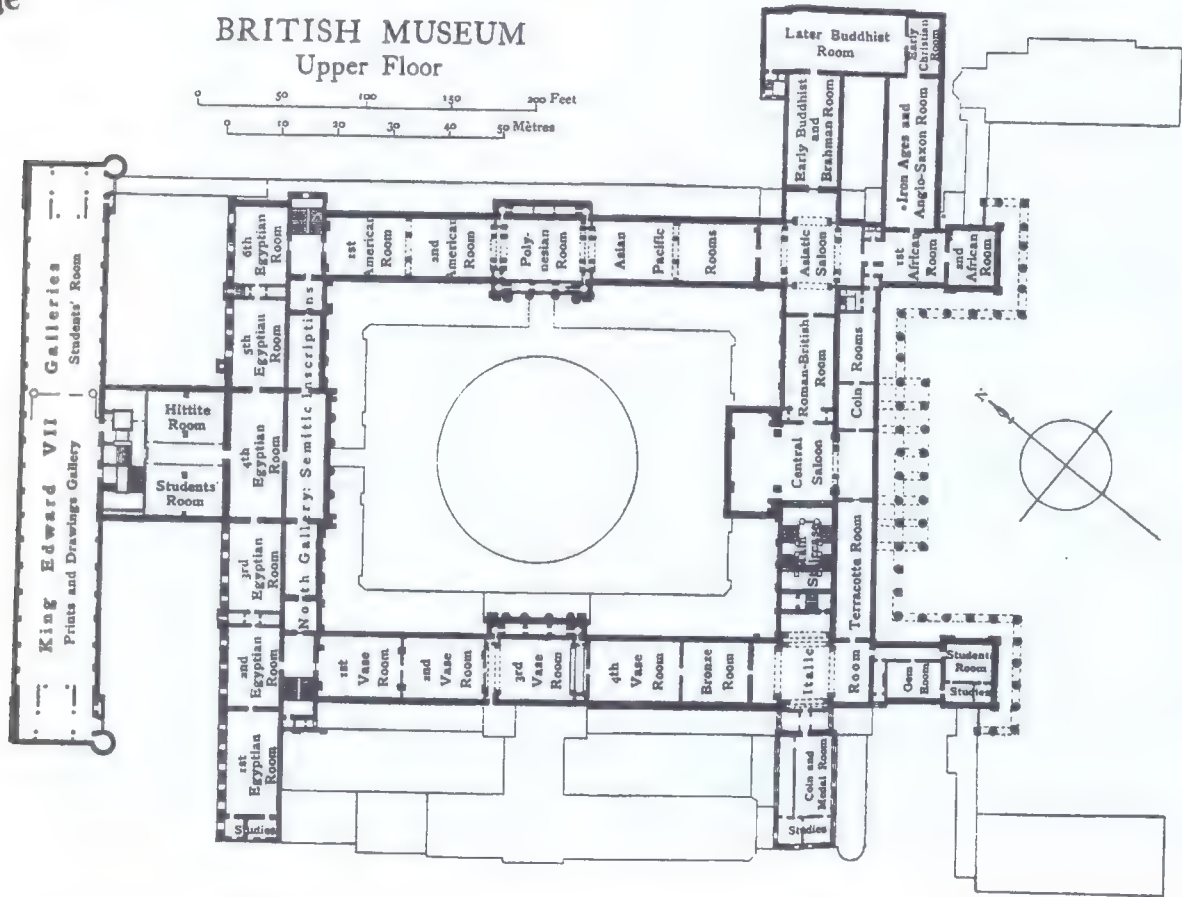 BRITISH MUSEUM
Upper Floor
0 50 100 150 200 Feet
0 10 20 30 40 50 Mètres
King Edward VII Galleries
Prints and Drawings Gallery
Students' Room
Hittite
Room
Students'
Room
6th
Egyptian
Room
5th
Egyptian
Room
4th
Egyptian
Room
3rd
Egyptian
Room
2nd
Egyptian
Room
1st
Egyptian
Room
Studies
North Gallery: Semitic Inscriptions
1st
American
Room
2nd
American
Room
Poly-
nesian
Room
Asian
Pacific
Rooms
Asiatic
Saloon
Later Buddhist
Room
Early
Christian
Room
Early Buddhist
and
Brahman Room
Iron Ages and
Anglo-Saxon Room
1st
African
Room
2nd
African
Room
Roman-British
Room
Coin Rooms
Central
Saloon
Main
Staircase
Terracotta Room
1st
Vase
Room
2nd
Vase
Room
3rd
Vase
Room
4th
Vase
Room
Bronze
Room
Italic
Room
Gem
Room
Students'
Room
Studies
Coin and
Medal Room
Studies
N